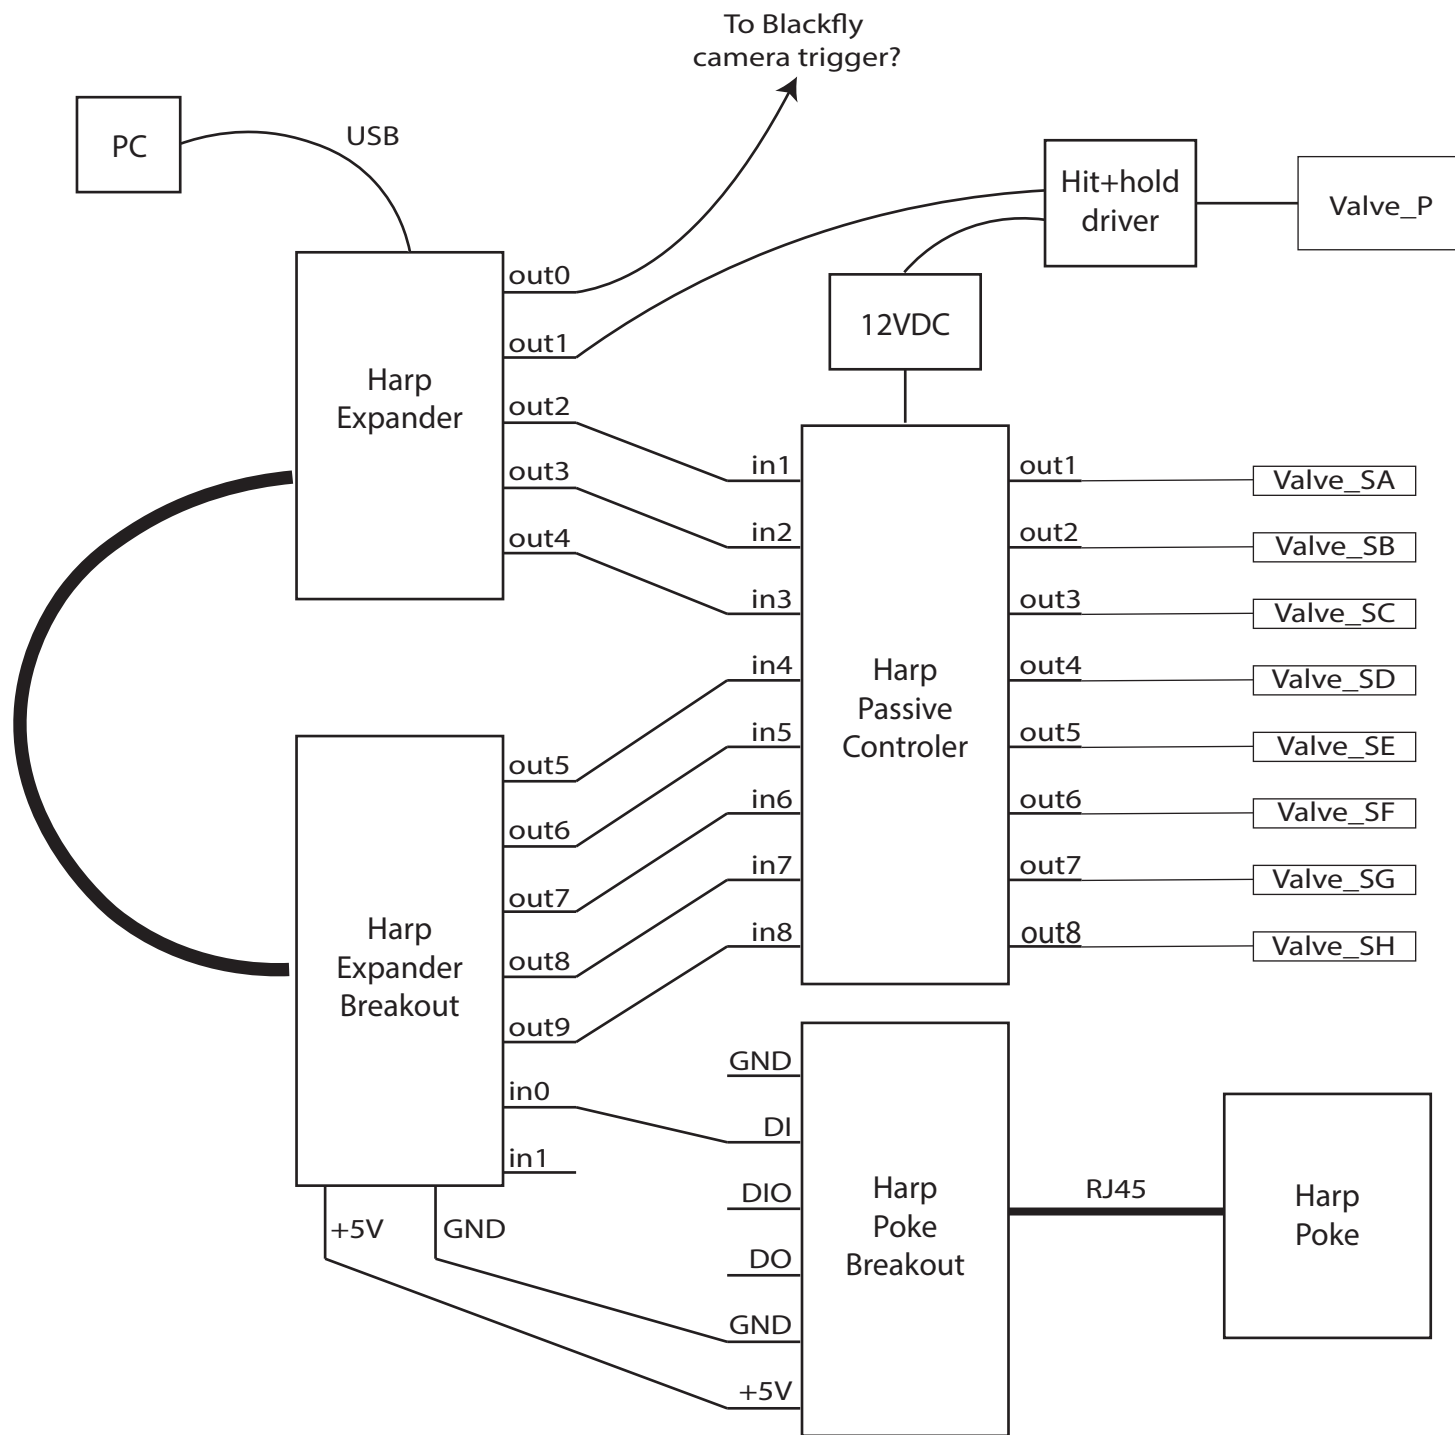 To Blackfly
camera trigger?
PC
USB
Hit+hold
driver
Valve_P
out0
12VDC
out1
Harp
Expander
out2
out3
out4
in1
in2
in3
in4
in5
in6
in7
in8
Harp
Passive
Controler
out1
out2
out3
out4
out5
out6
out7
out8
Valve_SA
Valve_SB
Valve_SC
Valve_SD
Valve_SE
Valve_SF
Valve_SG
Valve_SH
Harp
Expander
Breakout
out5
out6
out7
out8
out9
in0
in1
+5V
GND
GND
DI
DIO
DO
GND
+5V
Harp
Poke
Breakout
RJ45
Harp
Poke